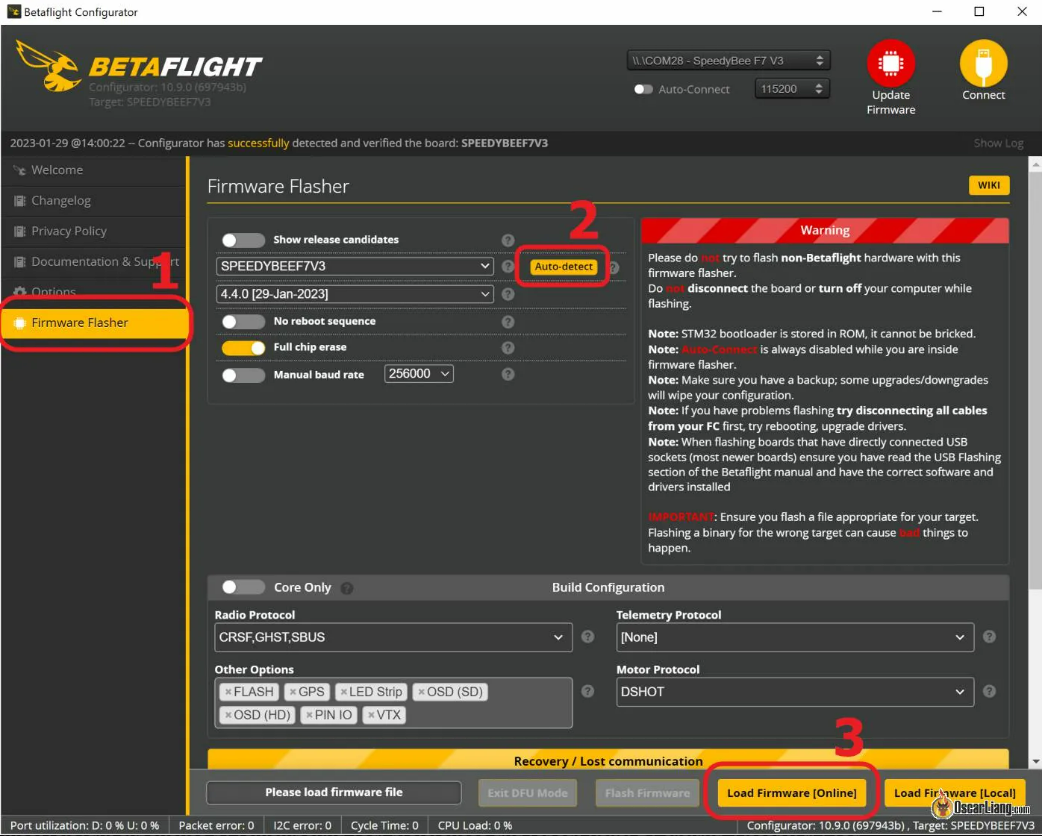 Betaflight Configurator
BETAFLIGHT
Configurator: 10.9.0 (697943b)
Target: SPEEDYBEEF7V3
\\.\COM28 - SpeedyBee F7 V3
Auto-Connect
115200
Update
Firmware
Connect
2023-01-29 @14:00:22 -- Configurator has successfully detected and verified the board: SPEEDYBEEF7V3
Show Log
Welcome
Changelog
Privacy Policy
Documentation & Support
Options
Firmware Flasher
1
Firmware Flasher
WIKI
Show release candidates
2
SPEEDYBEEF7V3
Auto-detect
4.4.0 [29-Jan-2023]
No reboot sequence
Full chip erase
Manual baud rate
256000
Warning
Please do not try to flash non-Betaflight hardware with this
firmware flasher.
Do not disconnect the board or turn off your computer while
flashing.
Note: STM32 bootloader is stored in ROM, it cannot be bricked.
Note: Auto-Connect is always disabled while you are inside
firmware flasher.
Note: Make sure you have a backup; some upgrades/downgrades
will wipe your configuration.
Note: If you have problems flashing try disconnecting all cables
from your FC first, try rebooting, upgrade drivers.
Note: When flashing boards that have directly connected USB
sockets (most newer boards) ensure you have read the USB Flashing
section of the Betaflight manual and have the correct software and
drivers installed
IMPORTANT: Ensure you flash a file appropriate for your target.
Flashing a binary for the wrong target can cause bad things to
happen.
Core Only
Build Configuration
Radio Protocol
CRSF,GHST,SBUS
Telemetry Protocol
[None]
Other Options
×FLASH ×GPS ×LED Strip ×OSD (SD)
×OSD (HD) ×PIN IO ×VTX
Motor Protocol
DSHOT
3
Recovery / Lost communication
Please load firmware file
Exit DFU Mode
Flash Firmware
Load Firmware [Online]
Load Firmware [Local]
OscarLiang.com
Port utilization: D: 0 % U: 0 %
Packet error: 0
I2C error: 0
Cycle Time: 0
CPU Load: 0 %
Configurator: 10.9.0 (697943b) , Target: SPEEDYBEEF7V3